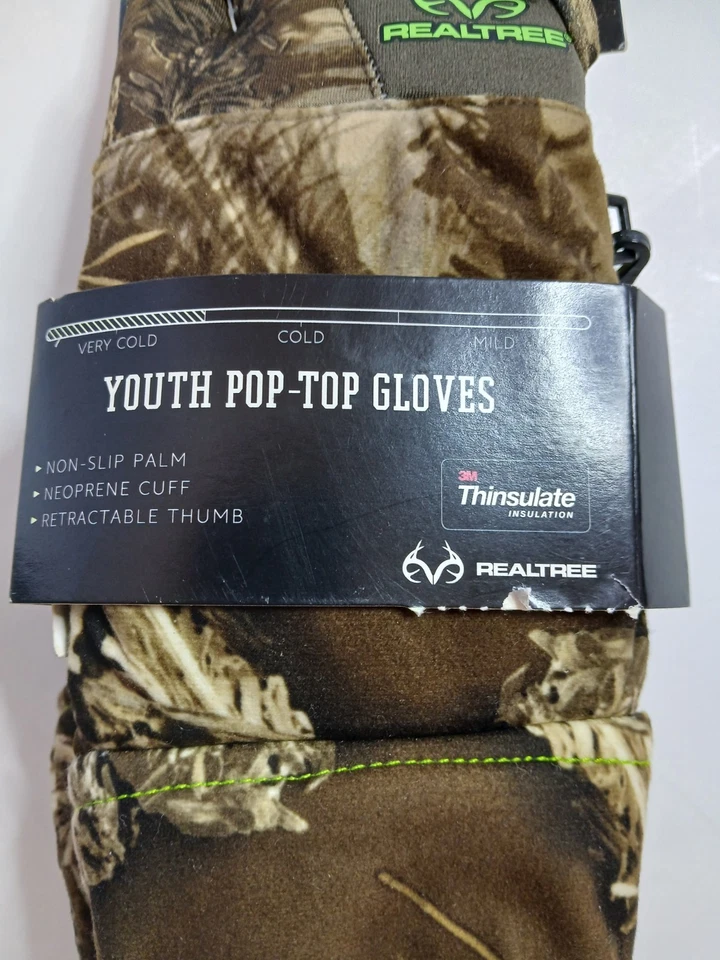 REALTREE®
VERY COLD COLD MILD
YOUTH POP-TOP GLOVES
▸ NON-SLIP PALM
▸ NEOPRENE CUFF
▸ RETRACTABLE THUMB
3M
Thinsulate
INSULATION
REALTREE